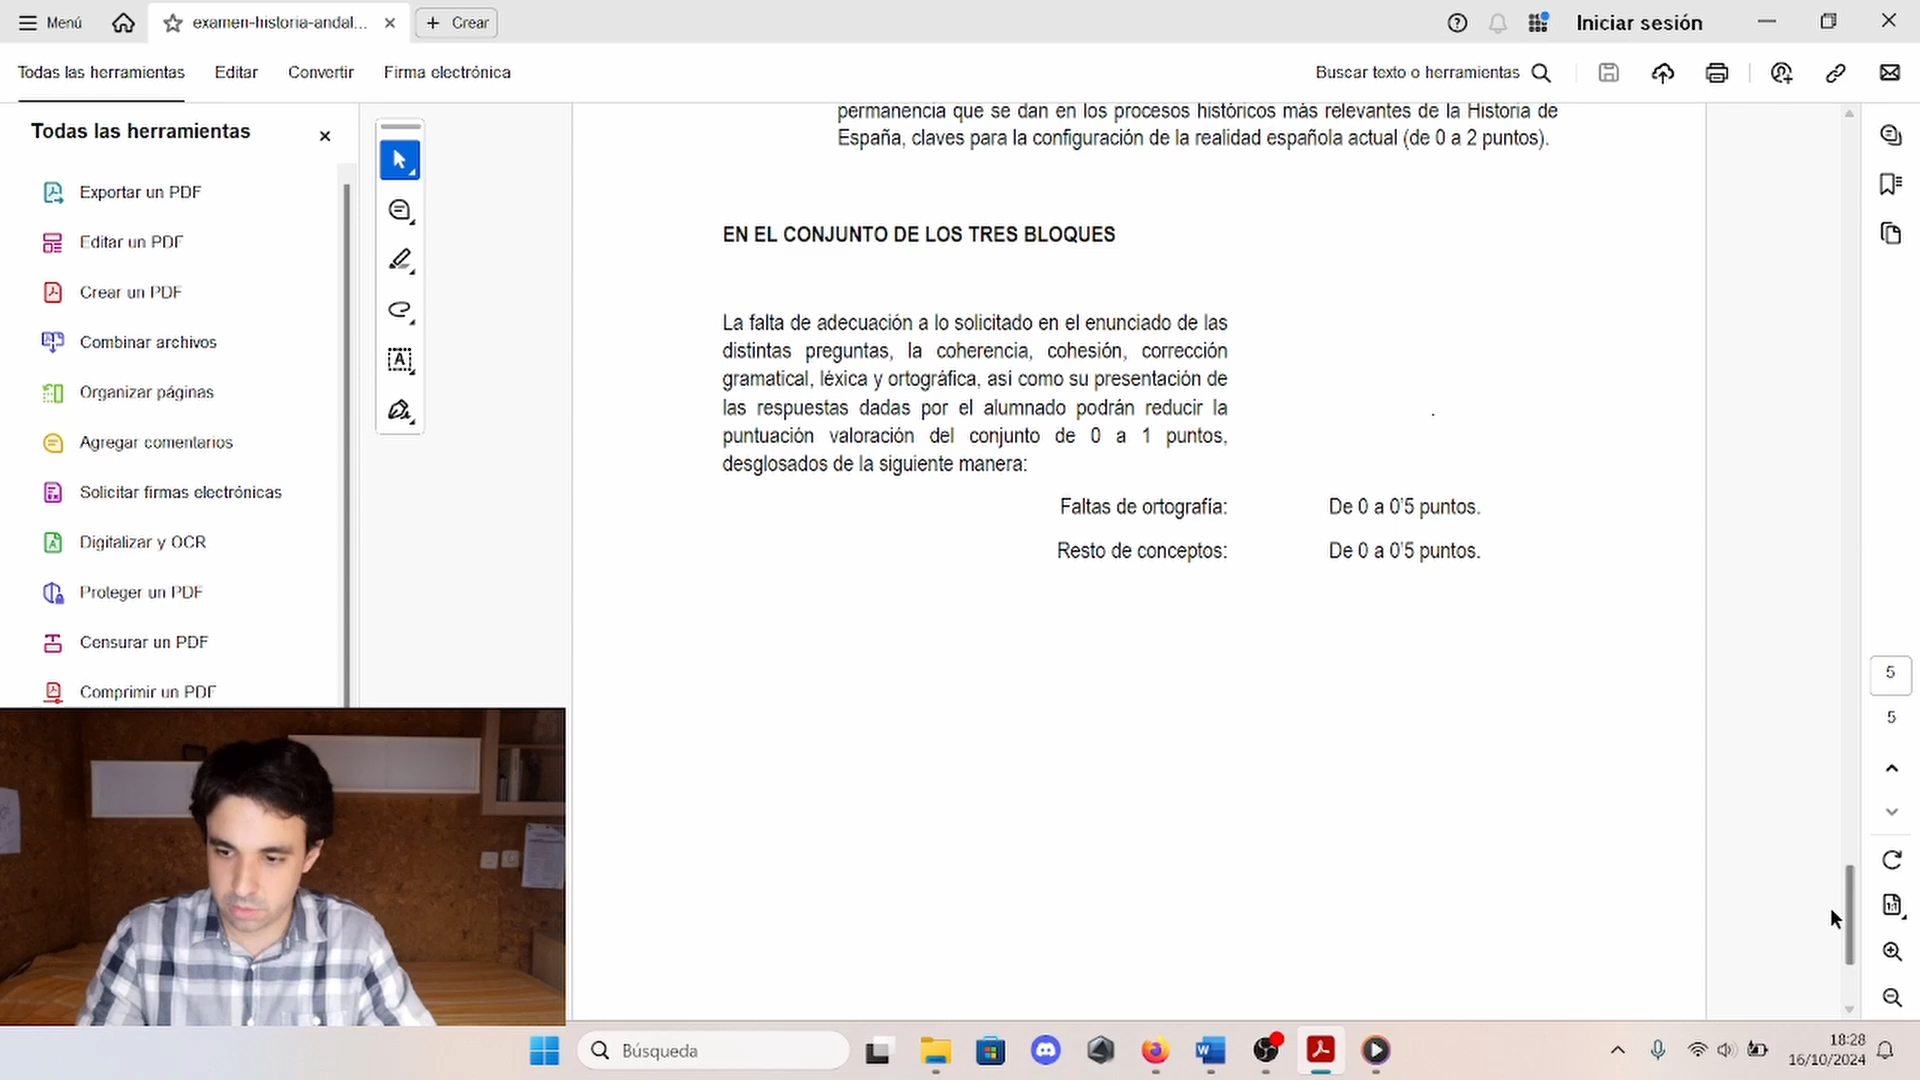 Menú
examen-historia-andal...
Crear
Iniciar sesión
Todas las herramientas
Editar
Convertir
Firma electrónica
Buscar texto o herramientas
Todas las herramientas
Exportar un PDF
Editar un PDF
Crear un PDF
Combinar archivos
Organizar páginas
Agregar comentarios
Solicitar firmas electrónicas
Digitalizar y OCR
Proteger un PDF
Censurar un PDF
Comprimir un PDF
permanencia que se dan en los procesos históricos más relevantes de la Historia de
España, claves para la configuración de la realidad española actual (de 0 a 2 puntos).
EN EL CONJUNTO DE LOS TRES BLOQUES
La falta de adecuación a lo solicitado en el enunciado de las
distintas preguntas, la coherencia, cohesión, corrección
gramatical, léxica y ortográfica, así como su presentación de
las respuestas dadas por el alumnado podrán reducir la
puntuación valoración del conjunto de 0 a 1 puntos,
desglosados de la siguiente manera:
Faltas de ortografía: De 0 a 0'5 puntos.
Resto de conceptos: De 0 a 0'5 puntos.
5
5
Búsqueda
18:28
16/10/2024